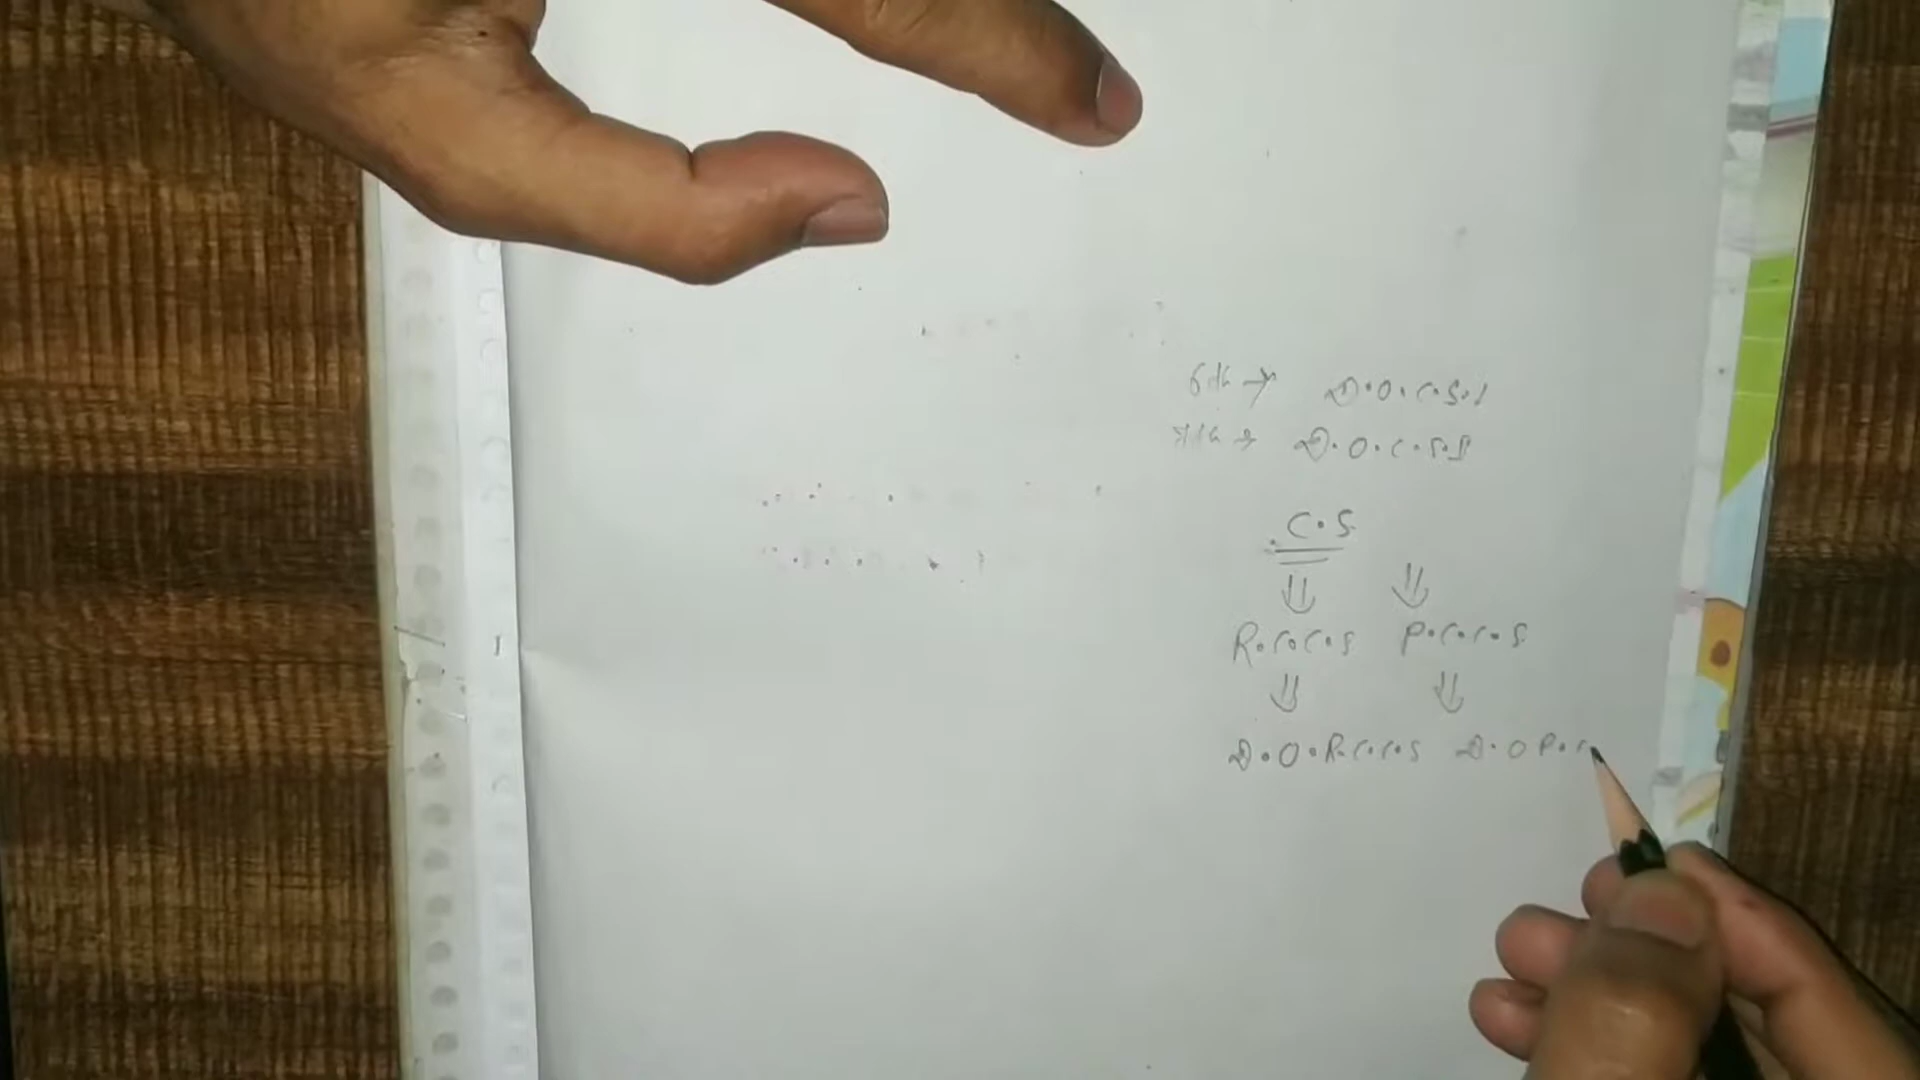 6th → D.O.C.S.I
7th → D.O.C.S.II
.C.S
⇓ ⇓
R.C.C.S P.C.C.S
⇓ ⇓
D.O.R.C.C.S D.O P.C